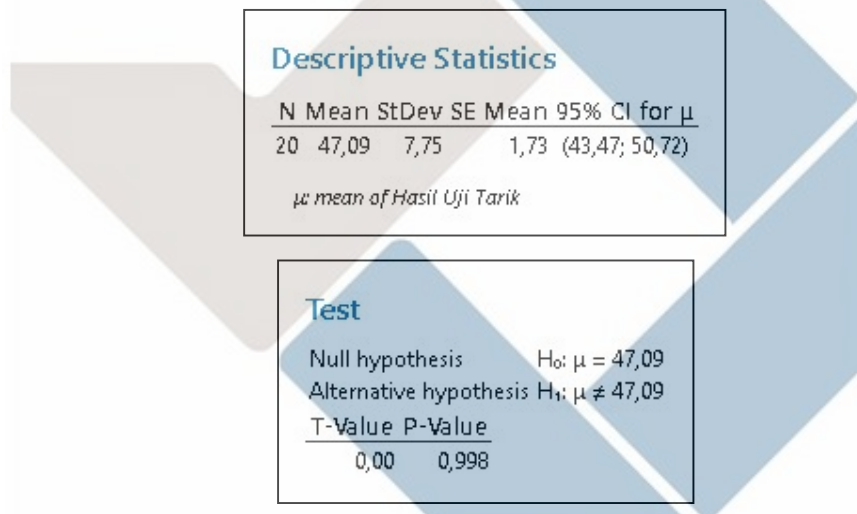 Descriptive Statistics
N Mean StDev SE Mean 95% CI for μ
20 47,09 7,75 1,73 (43,47; 50,72)
μ: mean of Hasil Uji Tarik
Test
Null hypothesis H₀: μ = 47,09
Alternative hypothesis H₁: μ ≠ 47,09
T-Value P-Value
0,00 0,998